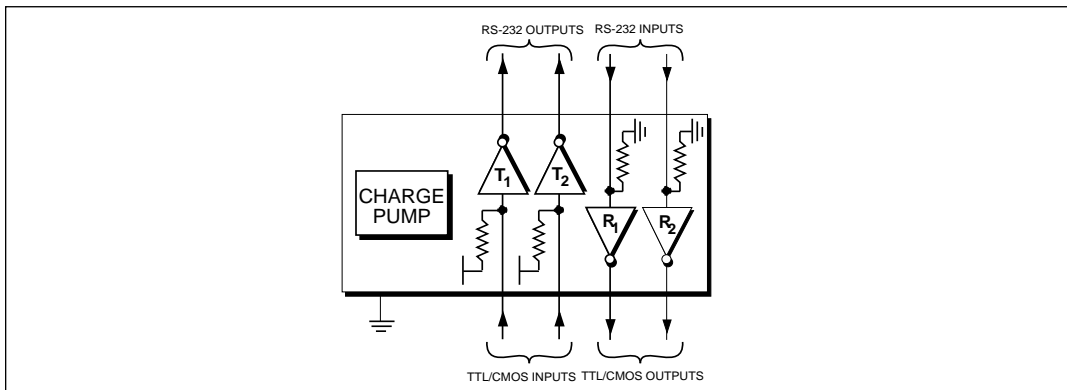 RS-232 OUTPUTS
RS-232 INPUTS
T1
T2
CHARGE
PUMP
R1
R2
TTL/CMOS INPUTS
TTL/CMOS OUTPUTS